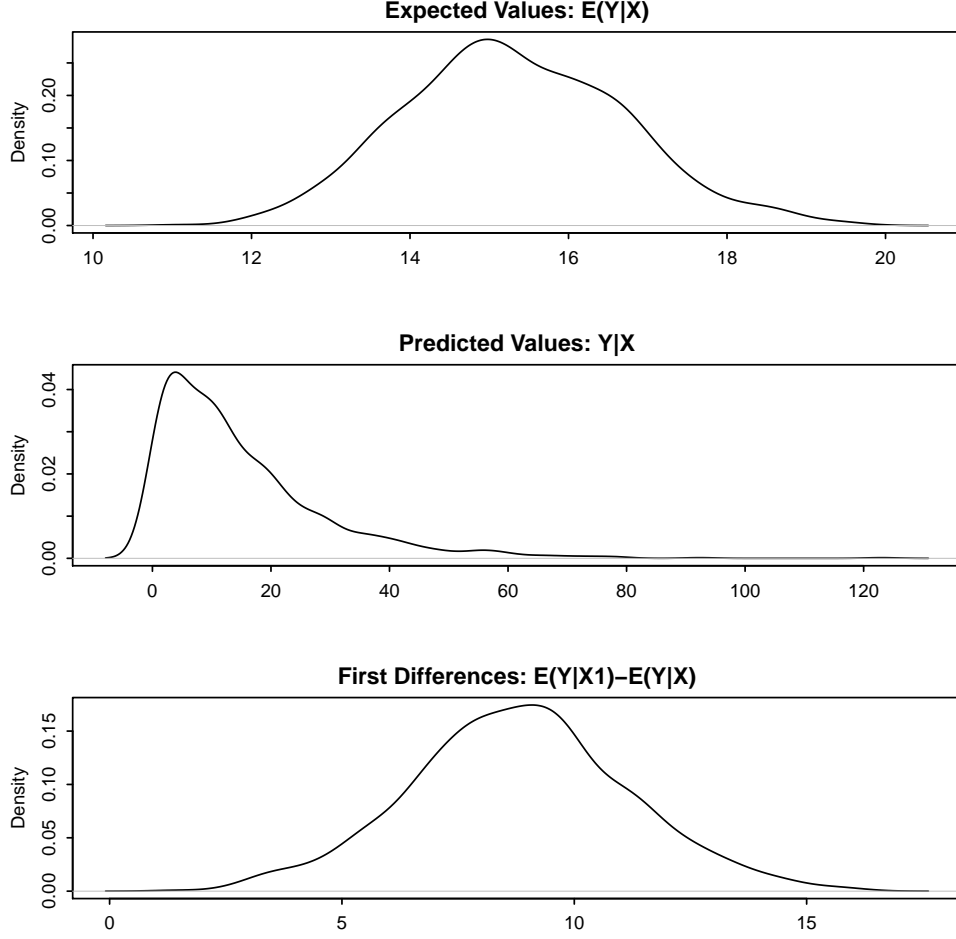 Expected Values: E(Y|X)
Density
0.00 0.10 0.20
10 12 14 16 18 20
Predicted Values: Y|X
Density
0.00 0.02 0.04
0 20 40 60 80 100 120
First Differences: E(Y|X1)−E(Y|X)
Density
0.00 0.05 0.10 0.15
0 5 10 15